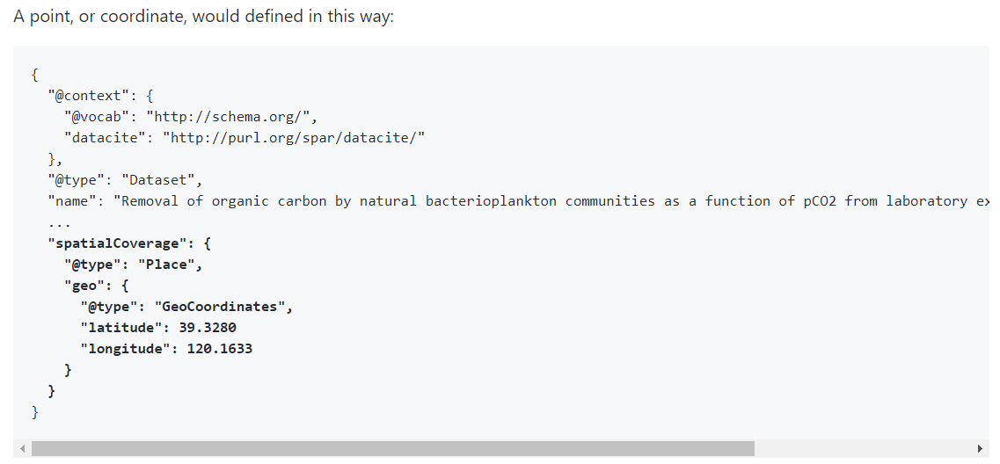 A point, or coordinate, would defined in this way:
{
"@context": {
"@vocab": "http://schema.org/",
"datacite": "http://purl.org/spar/datacite/"
},
"@type": "Dataset",
"name": "Removal of organic carbon by natural bacterioplankton communities as a function of pCO2 from laboratory ex
...
"spatialCoverage": {
"@type": "Place",
"geo": {
"@type": "GeoCoordinates",
"latitude": 39.3280
"longitude": 120.1633
}
}
}